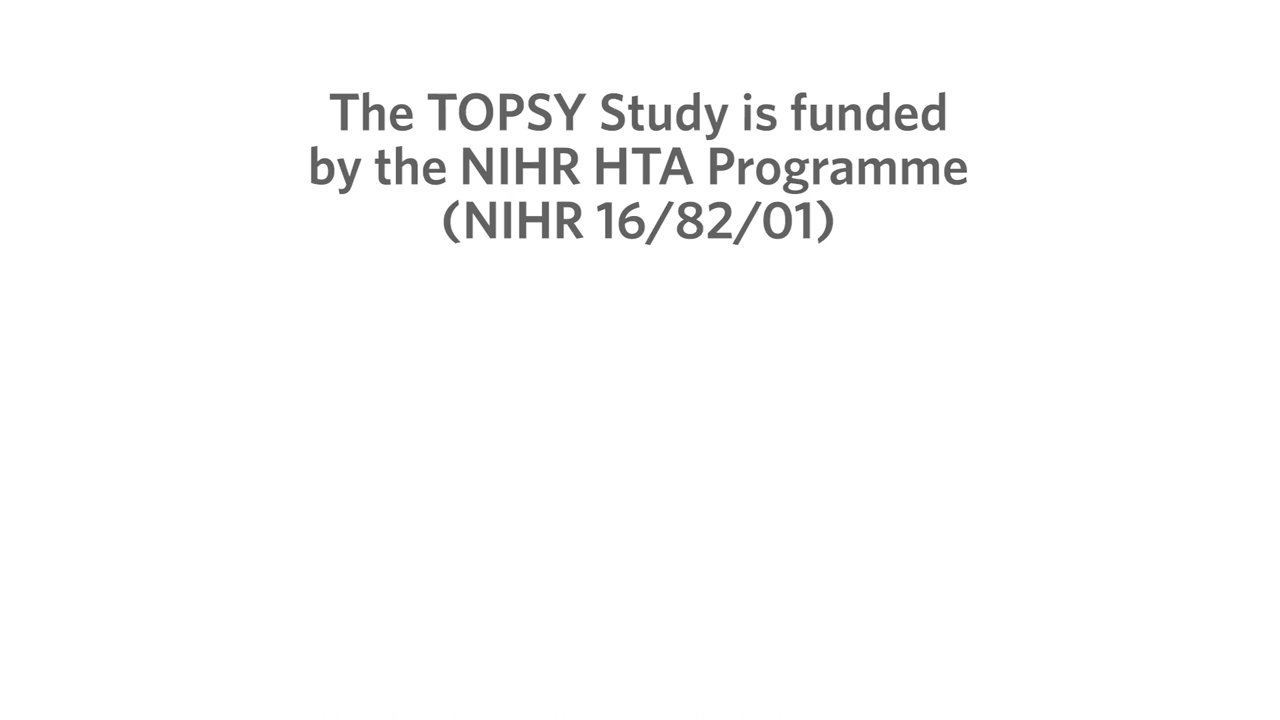 The TOPSY Study is funded
by the NIHR HTA Programme
(NIHR 16/82/01)